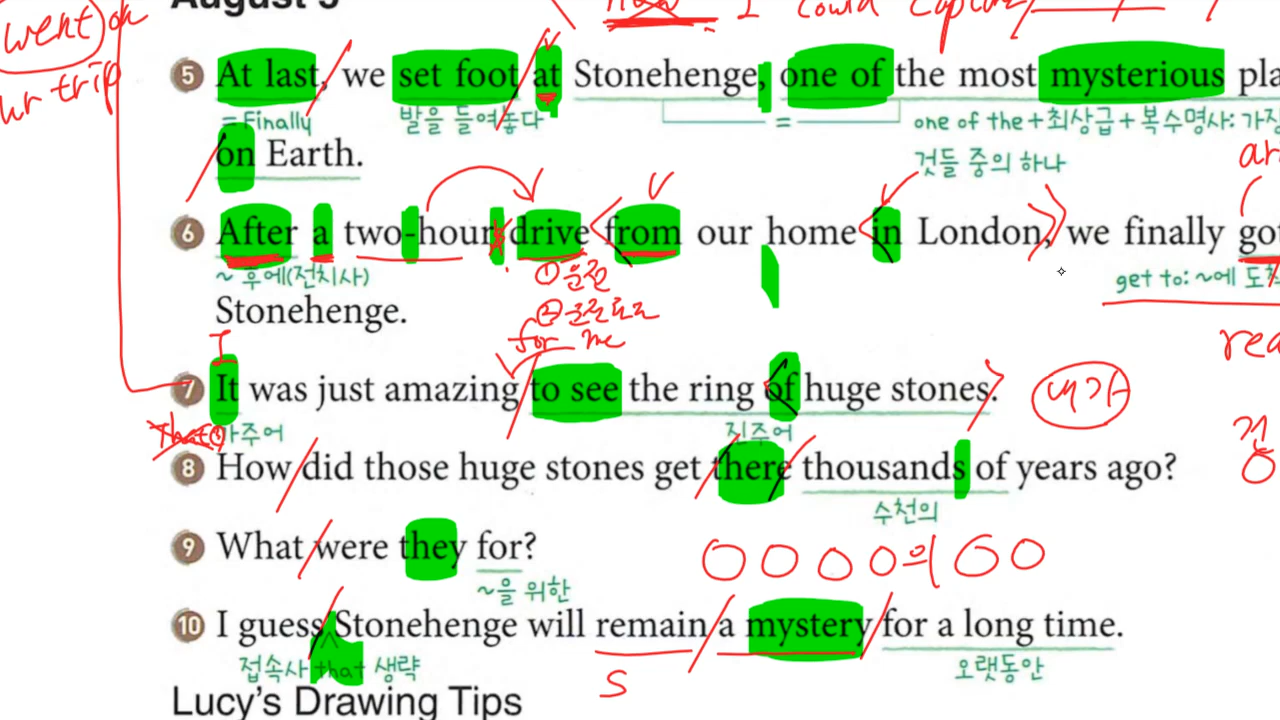 August 5
How I could capture
went on
our trip
5 At last, we set foot at Stonehenge, one of the most mysterious pla
= Finally 발을 들여놓다 = one of the+최상급+복수명사: 가장
on Earth.
것들 중의 하나
6 After a two-hour drive from our home in London, we finally got
~ 후에(전치사) ①운전 get to: ~에 도착
Stonehenge.
for me
I
7 It was just amazing to see the ring of huge stones.
That 가주어 진주어
8 How did those huge stones get there thousands of years ago?
수천의
9 What were they for?
~을 위한
의
10 I guess Stonehenge will remain a mystery for a long time.
접속사 that 생략 S 오랫동안
Lucy's Drawing Tips